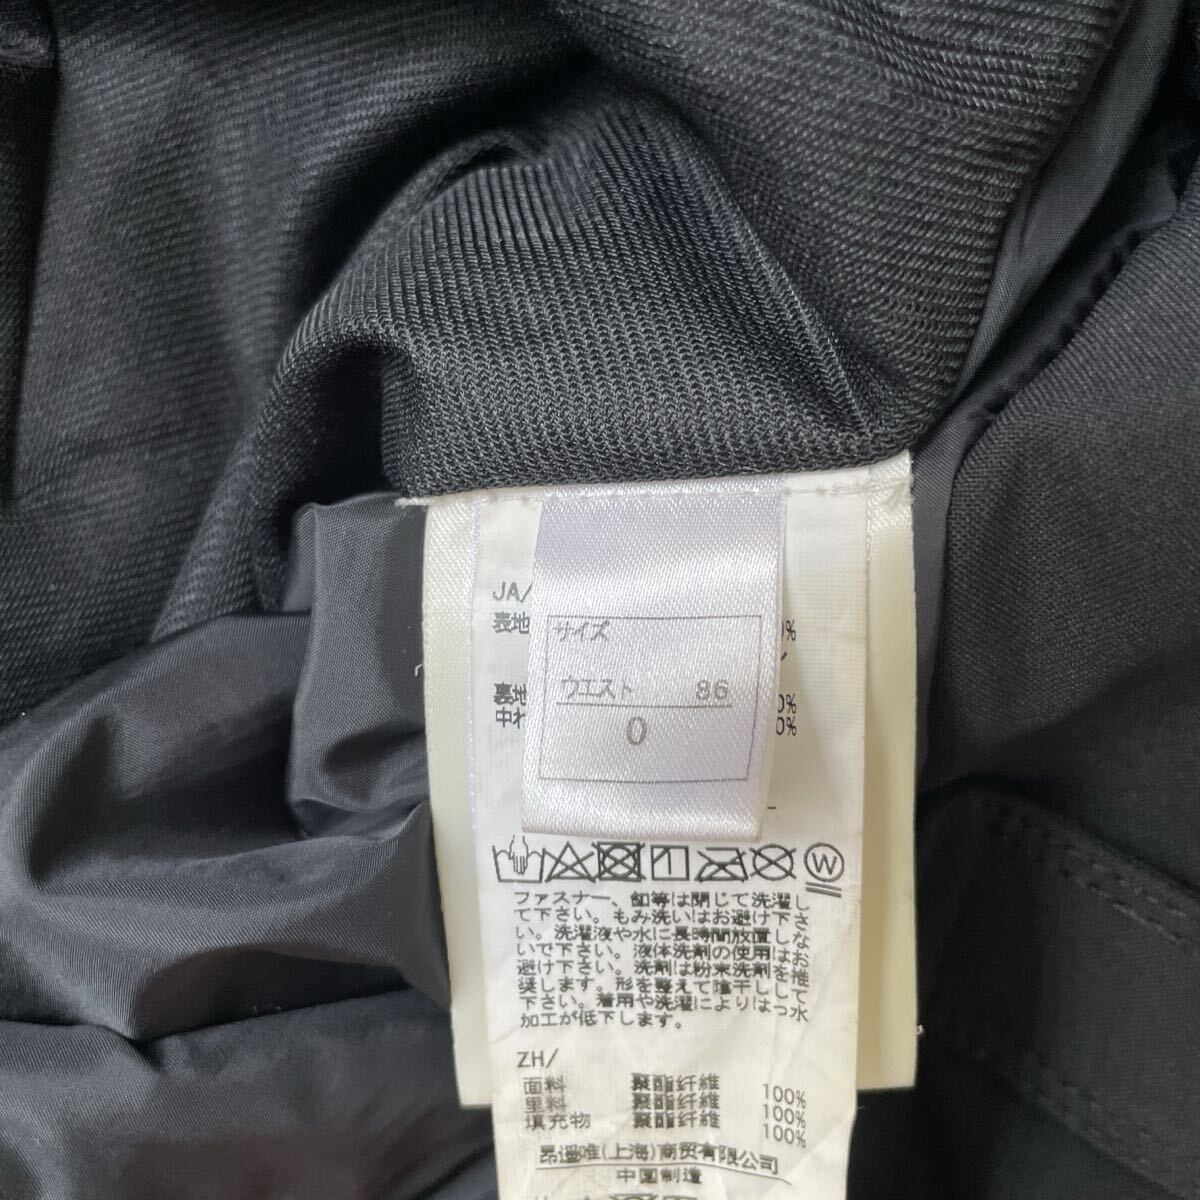 JA/
表地
0%
サイズ
ウエスト 86
0
裏地
0%
中わ
0%
W
ファスナー、釦等は閉じて洗濯し
て下さい。もみ洗いはお避け下さ
い。洗濯液や水に長時間放置しな
いで下さい。液体洗剤の使用はお
避け下さい。洗剤は粉末洗剤を推
奨します。形を整えて陰干しして
下さい。着用や洗濯によりはっ水
加工が低下します。
ZH/
面料 聚酯纤维 100%
里料 聚酯纤维 100%
填充物 聚酯纤维 100%
(上海)商贸有限公司
中国制造